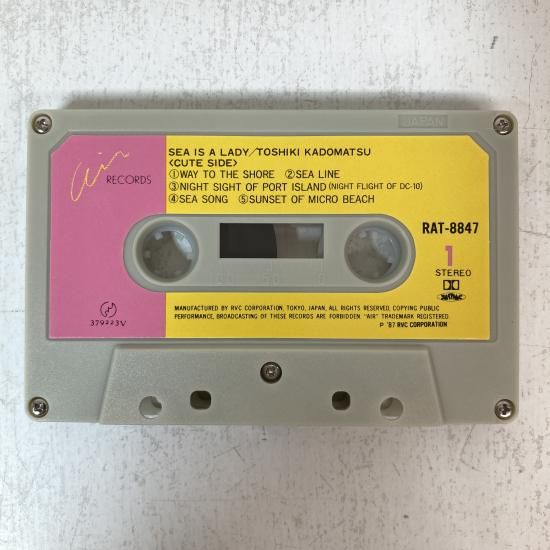 JAPAN
Air
RECORDS
SEA IS A LADY/TOSHIKI KADOMATSU
<CUTE SIDE>
①WAY TO THE SHORE ②SEA LINE
③NIGHT SIGHT OF PORT ISLAND (NIGHT FLIGHT OF DC-10)
④SEA SONG ⑤SUNSET OF MICRO BEACH
RAT-8847
1
STEREO
MANUFACTURED BY RVC CORPORATION, TOKYO, JAPAN, ALL RIGHTS RESERVED, COPYING PUBLIC
PERFORMANCE, BROADCASTING OF THESE RECORDS ARE FORBIDDEN. "AIR" TRADEMARK REGISTERED.
P '87 RVC CORPORATION
379223V